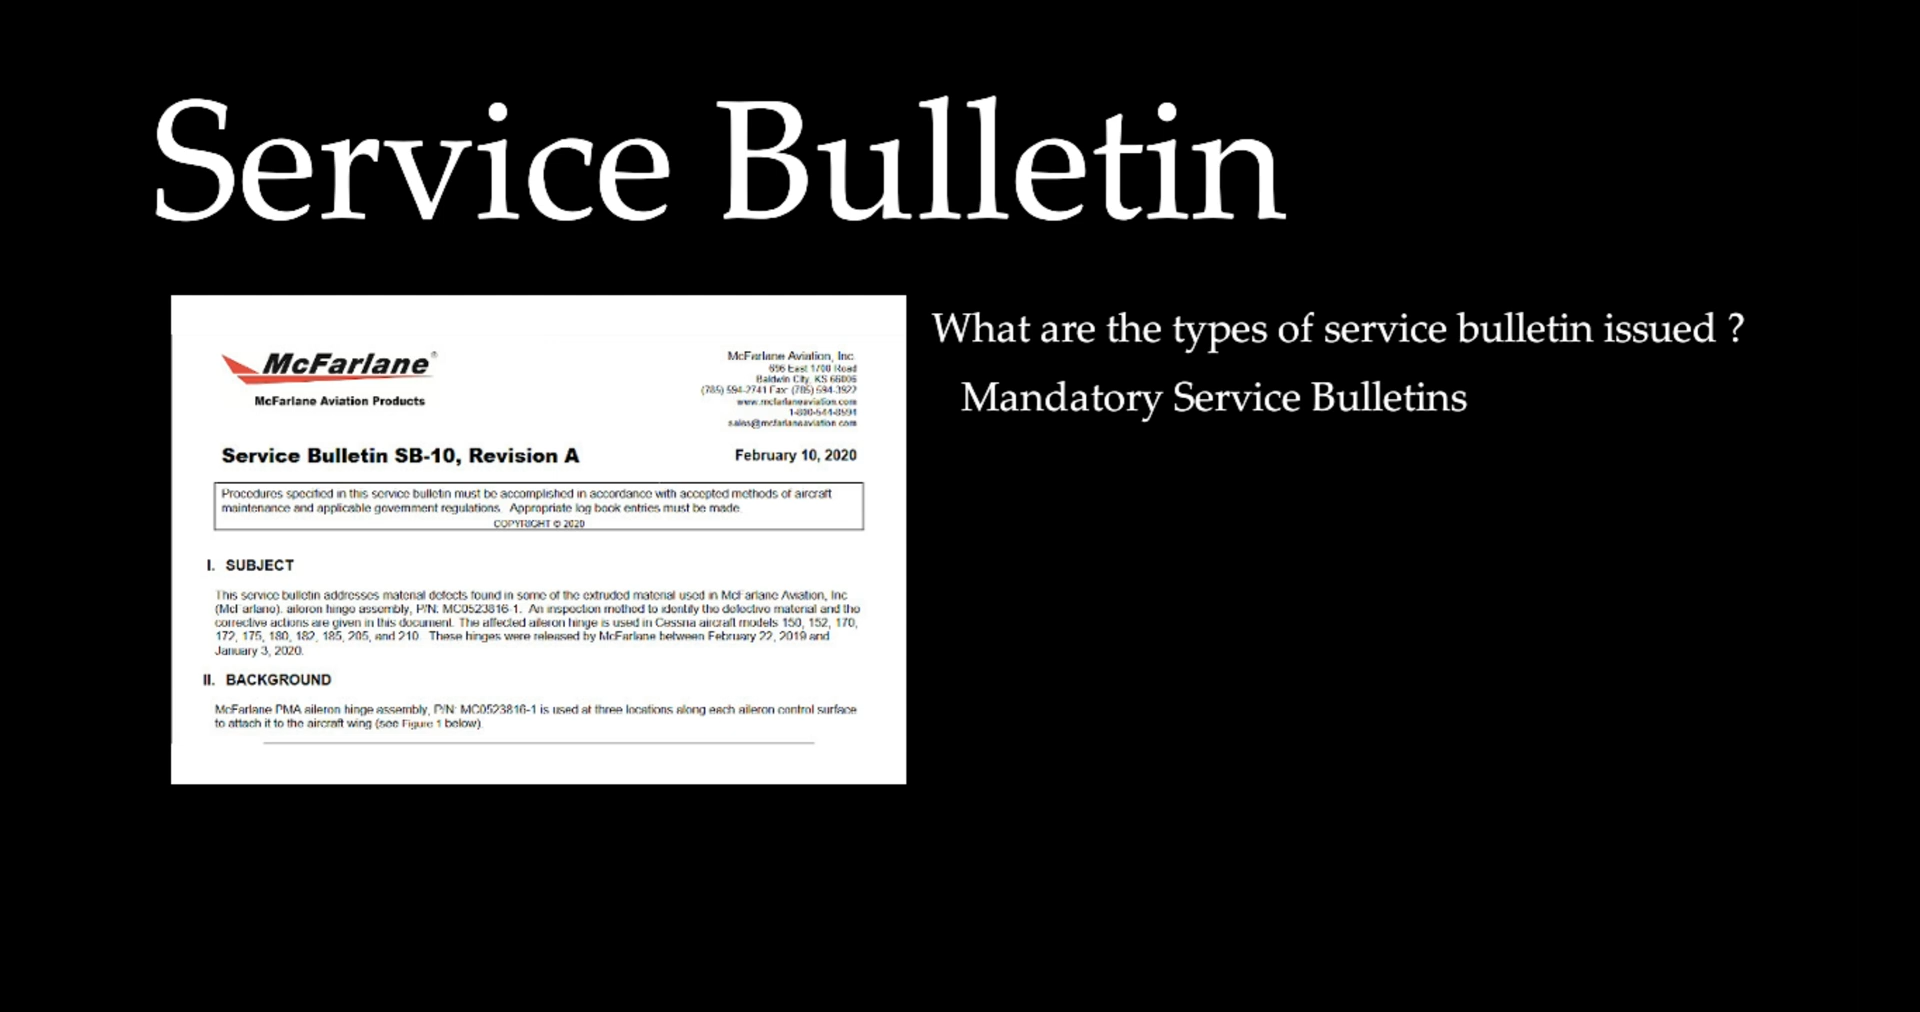 Service Bulletin
McFarlane®
McFarlane Aviation Products
McFarlane Aviation, Inc.
696 East 1700 Road
Baldwin City, KS 66006
(785) 594-2741 Fax: (785) 594-3922
www.mcfarlaneaviation.com
1-800-544-8594
sales@mcfarlaneaviation.com
Service Bulletin SB-10, Revision A
February 10, 2020
Procedures specified in this service bulletin must be accomplished in accordance with accepted methods of aircraft
maintenance and applicable government regulations. Appropriate log book entries must be made.
COPYRIGHT © 2020
I. SUBJECT
This service bulletin addresses material defects found in some of the extruded material used in McFarlane Aviation, Inc
(McFarlane). aileron hinge assembly, P/N: MC0523816-1. An inspection method to identify the defective material and the
corrective actions are given in this document. The affected aileron hinge is used in Cessna aircraft models 150, 152, 170,
172, 175, 180, 182, 185, 205, and 210. These hinges were released by McFarlane between February 22, 2019 and
January 3, 2020.
II. BACKGROUND
McFarlane PMA aileron hinge assembly, P/N: MC0523816-1 is used at three locations along each aileron control surface
to attach it to the aircraft wing (see Figure 1 below).
What are the types of service bulletin issued ?
Mandatory Service Bulletins